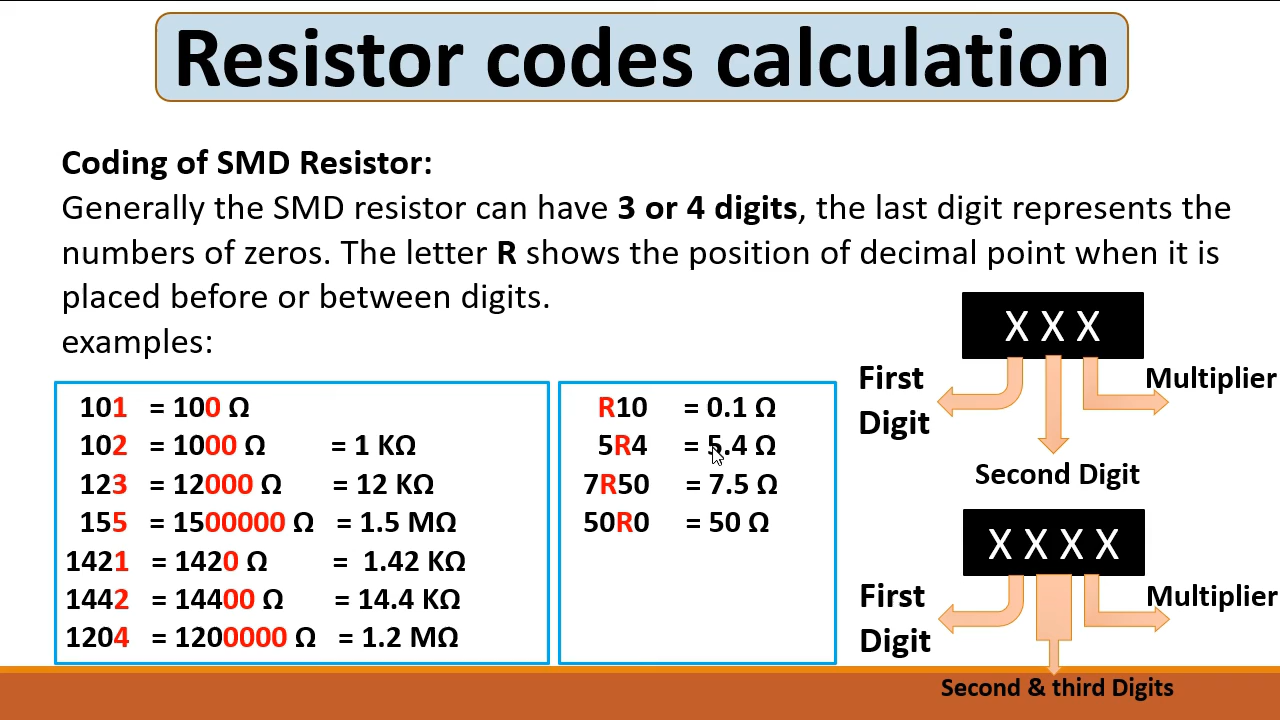 Resistor codes calculation
Coding of SMD Resistor:
Generally the SMD resistor can have 3 or 4 digits, the last digit represents the
numbers of zeros. The letter R shows the position of decimal point when it is
placed before or between digits.
examples:
101 = 100 Ω
102 = 1000 Ω = 1 KΩ
123 = 12000 Ω = 12 KΩ
155 = 1500000 Ω = 1.5 MΩ
1421 = 1420 Ω = 1.42 KΩ
1442 = 14400 Ω = 14.4 KΩ
1204 = 1200000 Ω = 1.2 MΩ
R10 = 0.1 Ω
5R4 = 5.4 Ω
7R50 = 7.5 Ω
50R0 = 50 Ω
X X X
First
Digit
Multiplier
Second Digit
X X X X
First
Digit
Multiplier
Second & third Digits